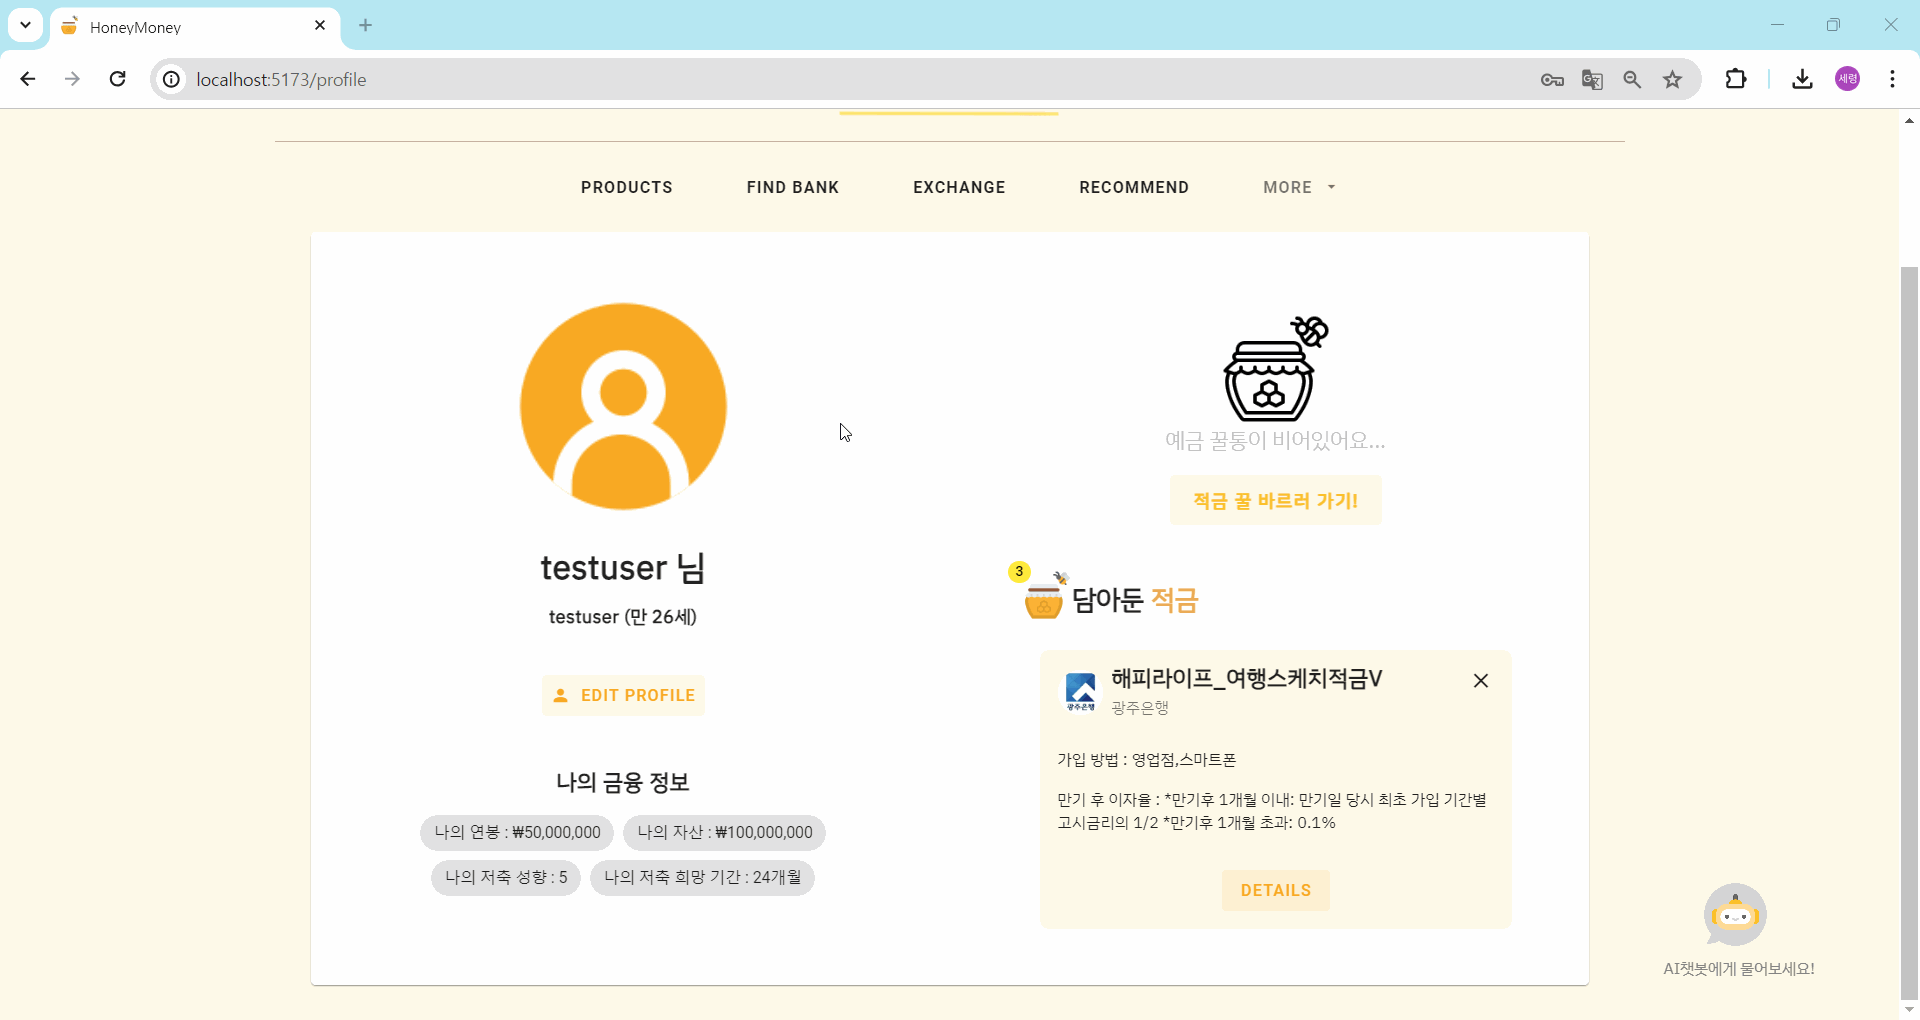 HoneyMoney
localhost:5173/profile
세령
PRODUCTS FIND BANK EXCHANGE RECOMMEND MORE
testuser 님
testuser (만 26세)
EDIT PROFILE
나의 금융 정보
나의 연봉 : ₩50,000,000 나의 자산 : ₩100,000,000
나의 저축 성향 : 5 나의 저축 희망 기간 : 24개월
예금 꿀통이 비어있어요...
적금 꿀 바르러 가기!
3
담아둔 적금
해피라이프_여행스케치적금V
광주은행
광주은행
가입 방법 : 영업점,스마트폰
만기 후 이자율 : *만기후 1개월 이내: 만기일 당시 최초 가입 기간별
고시금리의 1/2 *만기후 1개월 초과: 0.1%
DETAILS
AI챗봇에게 물어보세요!